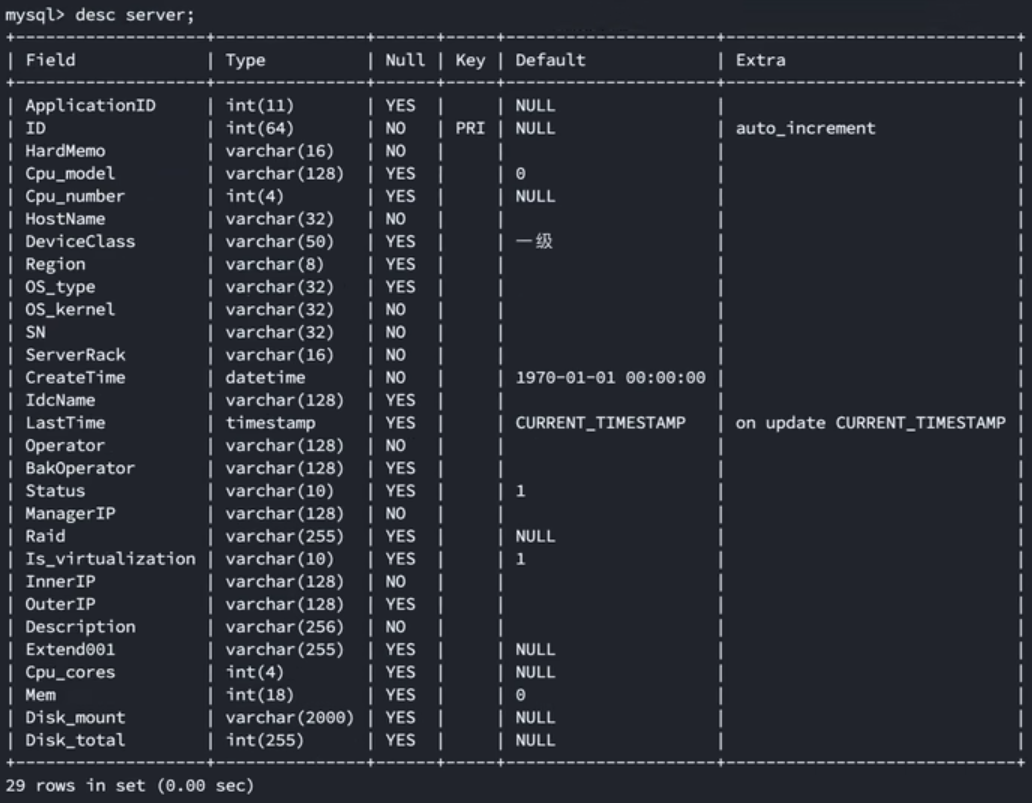 mysql> desc server;
+-------------------+---------------+------+-----+---------------------+-----------------------------+
| Field             | Type          | Null | Key | Default             | Extra                       |
+-------------------+---------------+------+-----+---------------------+-----------------------------+
| ApplicationID     | int(11)       | YES  |     | NULL                |                             |
| ID                | int(64)       | NO   | PRI | NULL                | auto_increment              |
| HardMemo          | varchar(16)   | NO   |     |                     |                             |
| Cpu_model         | varchar(128)  | YES  |     | 0                   |                             |
| Cpu_number        | int(4)        | YES  |     | NULL                |                             |
| HostName          | varchar(32)   | NO   |     |                     |                             |
| DeviceClass       | varchar(50)   | YES  |     | 一级                |                             |
| Region            | varchar(8)    | YES  |     |                     |                             |
| OS_type           | varchar(32)   | YES  |     |                     |                             |
| OS_kernel         | varchar(32)   | NO   |     |                     |                             |
| SN                | varchar(32)   | NO   |     |                     |                             |
| ServerRack        | varchar(16)   | NO   |     |                     |                             |
| CreateTime        | datetime      | NO   |     | 1970-01-01 00:00:00 |                             |
| IdcName           | varchar(128)  | YES  |     |                     |                             |
| LastTime          | timestamp     | YES  |     | CURRENT_TIMESTAMP   | on update CURRENT_TIMESTAMP |
| Operator          | varchar(128)  | NO   |     |                     |                             |
| BakOperator       | varchar(128)  | YES  |     |                     |                             |
| Status            | varchar(10)   | YES  |     | 1                   |                             |
| ManagerIP         | varchar(128)  | NO   |     |                     |                             |
| Raid              | varchar(255)  | YES  |     | NULL                |                             |
| Is_virtualization | varchar(10)   | YES  |     | 1                   |                             |
| InnerIP           | varchar(128)  | NO   |     |                     |                             |
| OuterIP           | varchar(128)  | YES  |     |                     |                             |
| Description       | varchar(256)  | NO   |     |                     |                             |
| Extend001         | varchar(255)  | YES  |     | NULL                |                             |
| Cpu_cores         | int(4)        | YES  |     | NULL                |                             |
| Mem               | int(18)       | YES  |     | 0                   |                             |
| Disk_mount        | varchar(2000) | YES  |     | NULL                |                             |
| Disk_total        | int(255)      | YES  |     | NULL                |                             |
+-------------------+---------------+------+-----+---------------------+-----------------------------+
29 rows in set (0.00 sec)